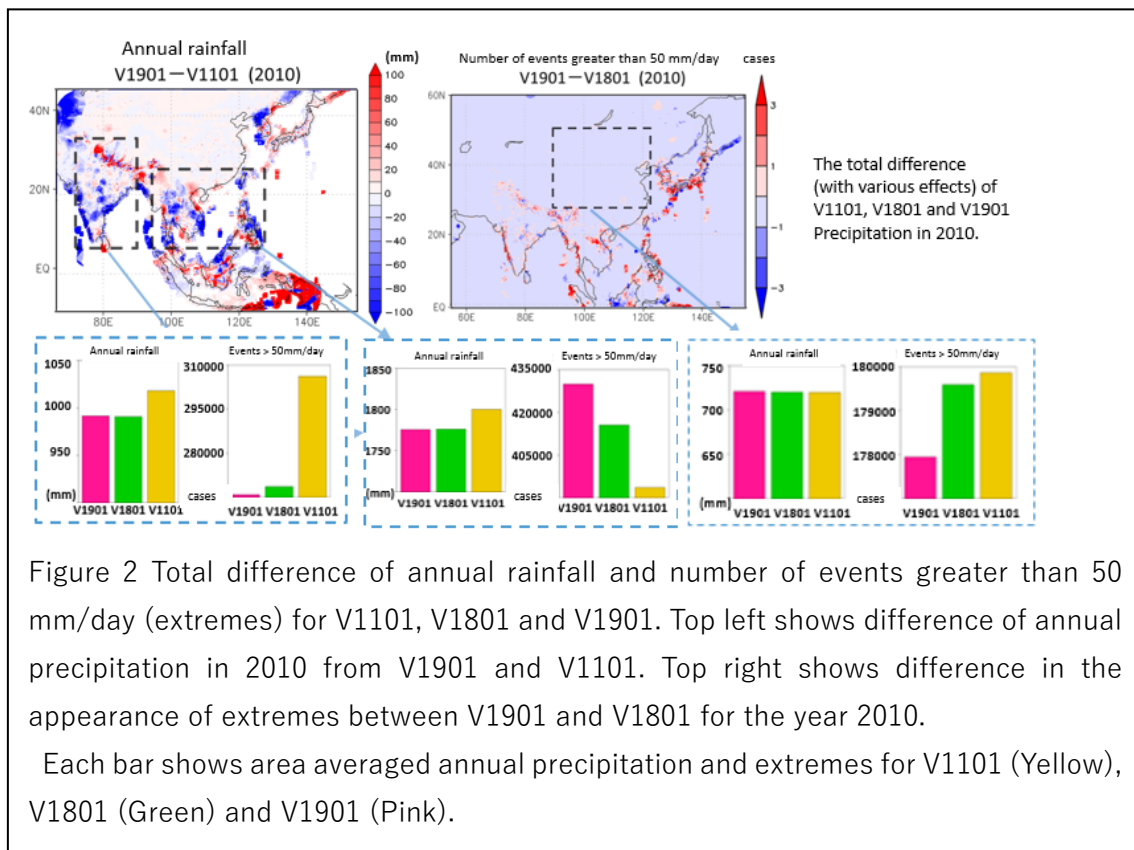 Annual rainfall
V1901－V1101 (2010)
(mm)
100
80
60
40
20
0
−20
−40
−60
−80
−100
40N
20N
EQ
80E 100E 120E 140E
Number of events greater than 50 mm/day cases
V1901－V1801 (2010)
3
1
−1
−3
60N
40N
20N
EQ
60E 80E 100E 120E 140E
The total difference
(with various effects) of
V1101, V1801 and V1901
Precipitation in 2010.
Annual rainfall
1050
1000
950
(mm)
V1901 V1801 V1101
Events > 50mm/day
310000
295000
280000
cases
V1901 V1801 V1101
Annual rainfall
1850
1800
1750
(mm)
V1901 V1801 V1101
Events > 50mm/day
435000
420000
405000
cases
V1901 V1801 V1101
Annual rainfall
750
700
650
(mm)
V1901 V1801 V1101
Events > 50mm/day
180000
179000
178000
cases
V1901 V1801 V1101
Figure 2 Total difference of annual rainfall and number of events greater than 50
mm/day (extremes) for V1101, V1801 and V1901. Top left shows difference of annual
precipitation in 2010 from V1901 and V1101. Top right shows difference in the
appearance of extremes between V1901 and V1801 for the year 2010.
Each bar shows area averaged annual precipitation and extremes for V1101 (Yellow),
V1801 (Green) and V1901 (Pink).